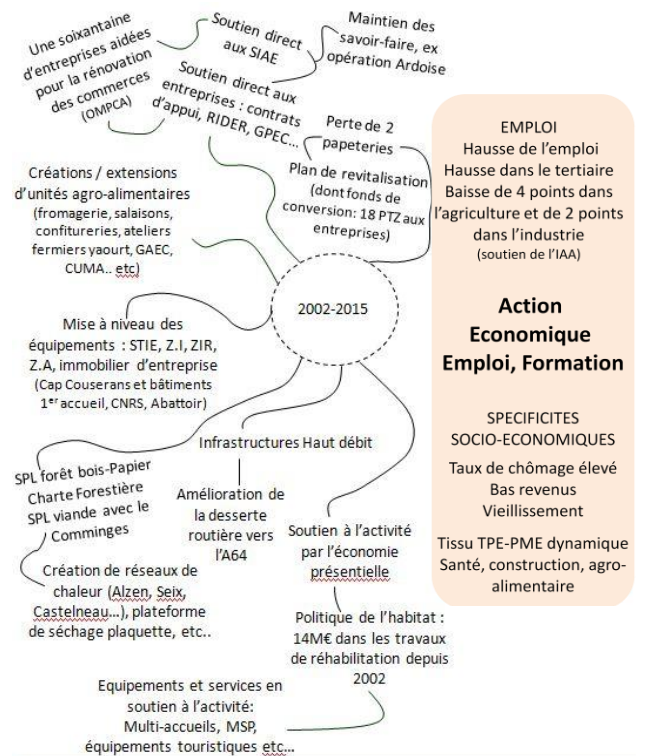 Une soixantaine
d'entreprises aidées
pour la rénovation
des commerces
(OMPCA)
Soutien direct
aux SIAE
Maintien des
savoir-faire, ex
opération Ardoise
Soutien direct aux
entreprises : contrats
d'appui, RIDER, GPEC...
Perte de 2
papeteries
Plan de revitalisation
(dont fonds de
conversion: 18 PTZ aux
entreprises)
Créations / extensions
d'unités agro-alimentaires
(fromagerie, salaisons,
confitureries, ateliers
fermiers yaourt, GAEC,
CUMA.. etc)
2002-2015
Mise à niveau des
équipements : STIE, Z.I, ZIR,
Z.A, immobilier d'entreprise
(Cap Couserans et bâtiments
1er accueil, CNRS, Abattoir)
Infrastructures Haut débit
SPL forêt bois-Papier
Charte Forestière
SPL viande avec le
Comminges
Amélioration de
la desserte
routière vers
l'A64
Soutien à l'activité
par l'économie
présentielle
Création de réseaux de
chaleur (Alzen, Seix,
Castelneau...), plateforme
de séchage plaquette, etc..
Politique de l'habitat :
14M€ dans les travaux
de réhabilitation depuis
2002
Equipements et services en
soutien à l'activité:
Multi-accueils, MSP,
équipements touristiques etc...
EMPLOI
Hausse de l'emploi
Hausse dans le tertiaire
Baisse de 4 points dans
l'agriculture et de 2 points
dans l'industrie
(soutien de l'IAA)
Action
Economique
Emploi, Formation
SPECIFICITES
SOCIO-ECONOMIQUES
Taux de chômage élevé
Bas revenus
Vieillissement
Tissu TPE-PME dynamique
Santé, construction, agro-
alimentaire